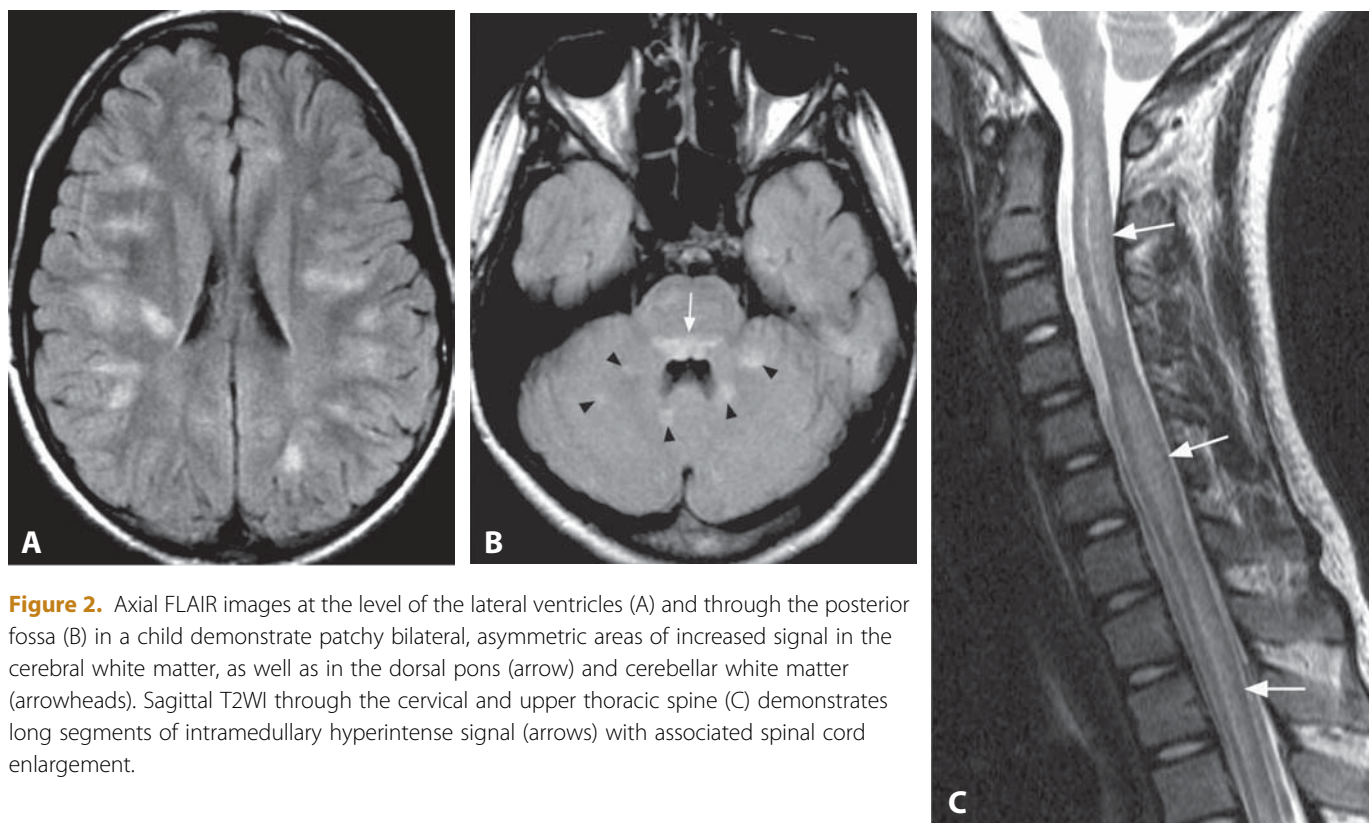 A
B
C
Figure 2. Axial FLAIR images at the level of the lateral ventricles (A) and through the posterior
fossa (B) in a child demonstrate patchy bilateral, asymmetric areas of increased signal in the
cerebral white matter, as well as in the dorsal pons (arrow) and cerebellar white matter
(arrowheads). Sagittal T2WI through the cervical and upper thoracic spine (C) demonstrates
long segments of intramedullary hyperintense signal (arrows) with associated spinal cord
enlargement.